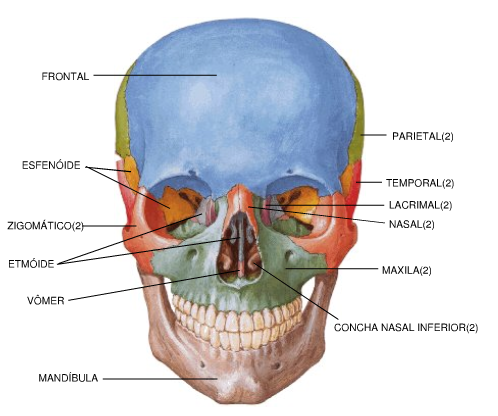 FRONTAL
PARIETAL(2)
ESFENÓIDE
TEMPORAL(2)
LACRIMAL(2)
ZIGOMÁTICO(2)
NASAL(2)
ETMÓIDE
MAXILA(2)
VÔMER
CONCHA NASAL INFERIOR(2)
MANDÍBULA